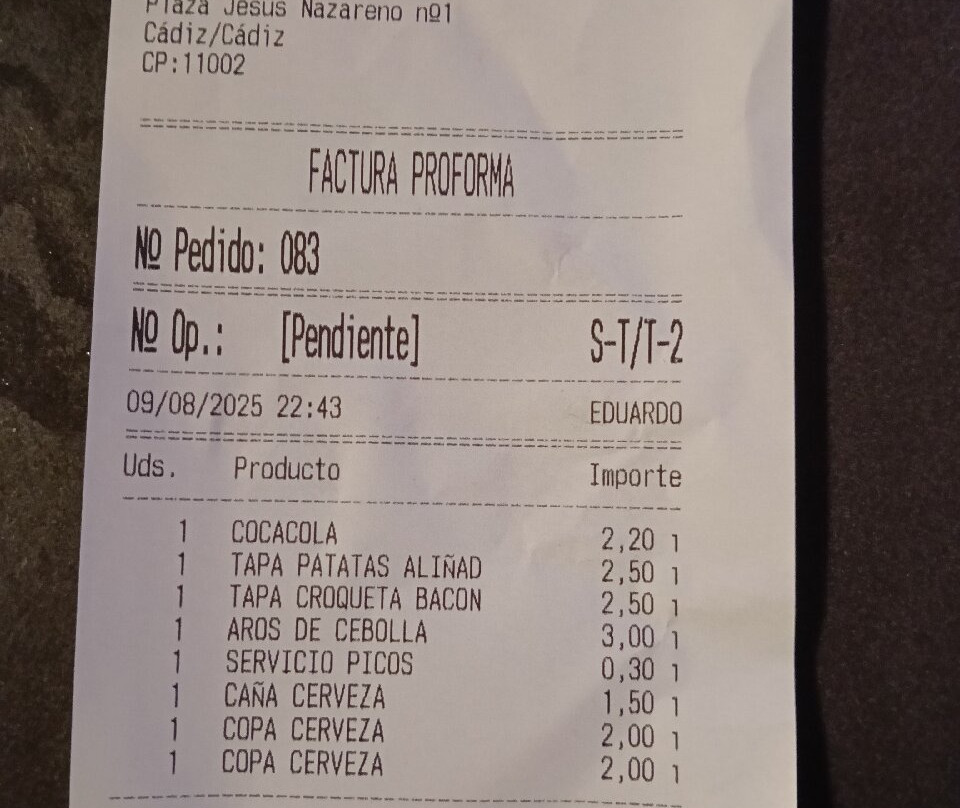 Plaza Jesus Nazareno nº1
Cádiz/Cádiz
CP:11002
FACTURA PROFORMA
Nº Pedido: 083
Nº Op.: [Pendiente] S-T/T-2
09/08/2025 22:43 EDUARDO
Uds. Producto Importe
1 COCACOLA 2,20 1
1 TAPA PATATAS ALIÑAD 2,50 1
1 TAPA CROQUETA BACON 2,50 1
1 AROS DE CEBOLLA 3,00 1
1 SERVICIO PICOS 0,30 1
1 CAÑA CERVEZA 1,50 1
1 COPA CERVEZA 2,00 1
1 COPA CERVEZA 2,00 1